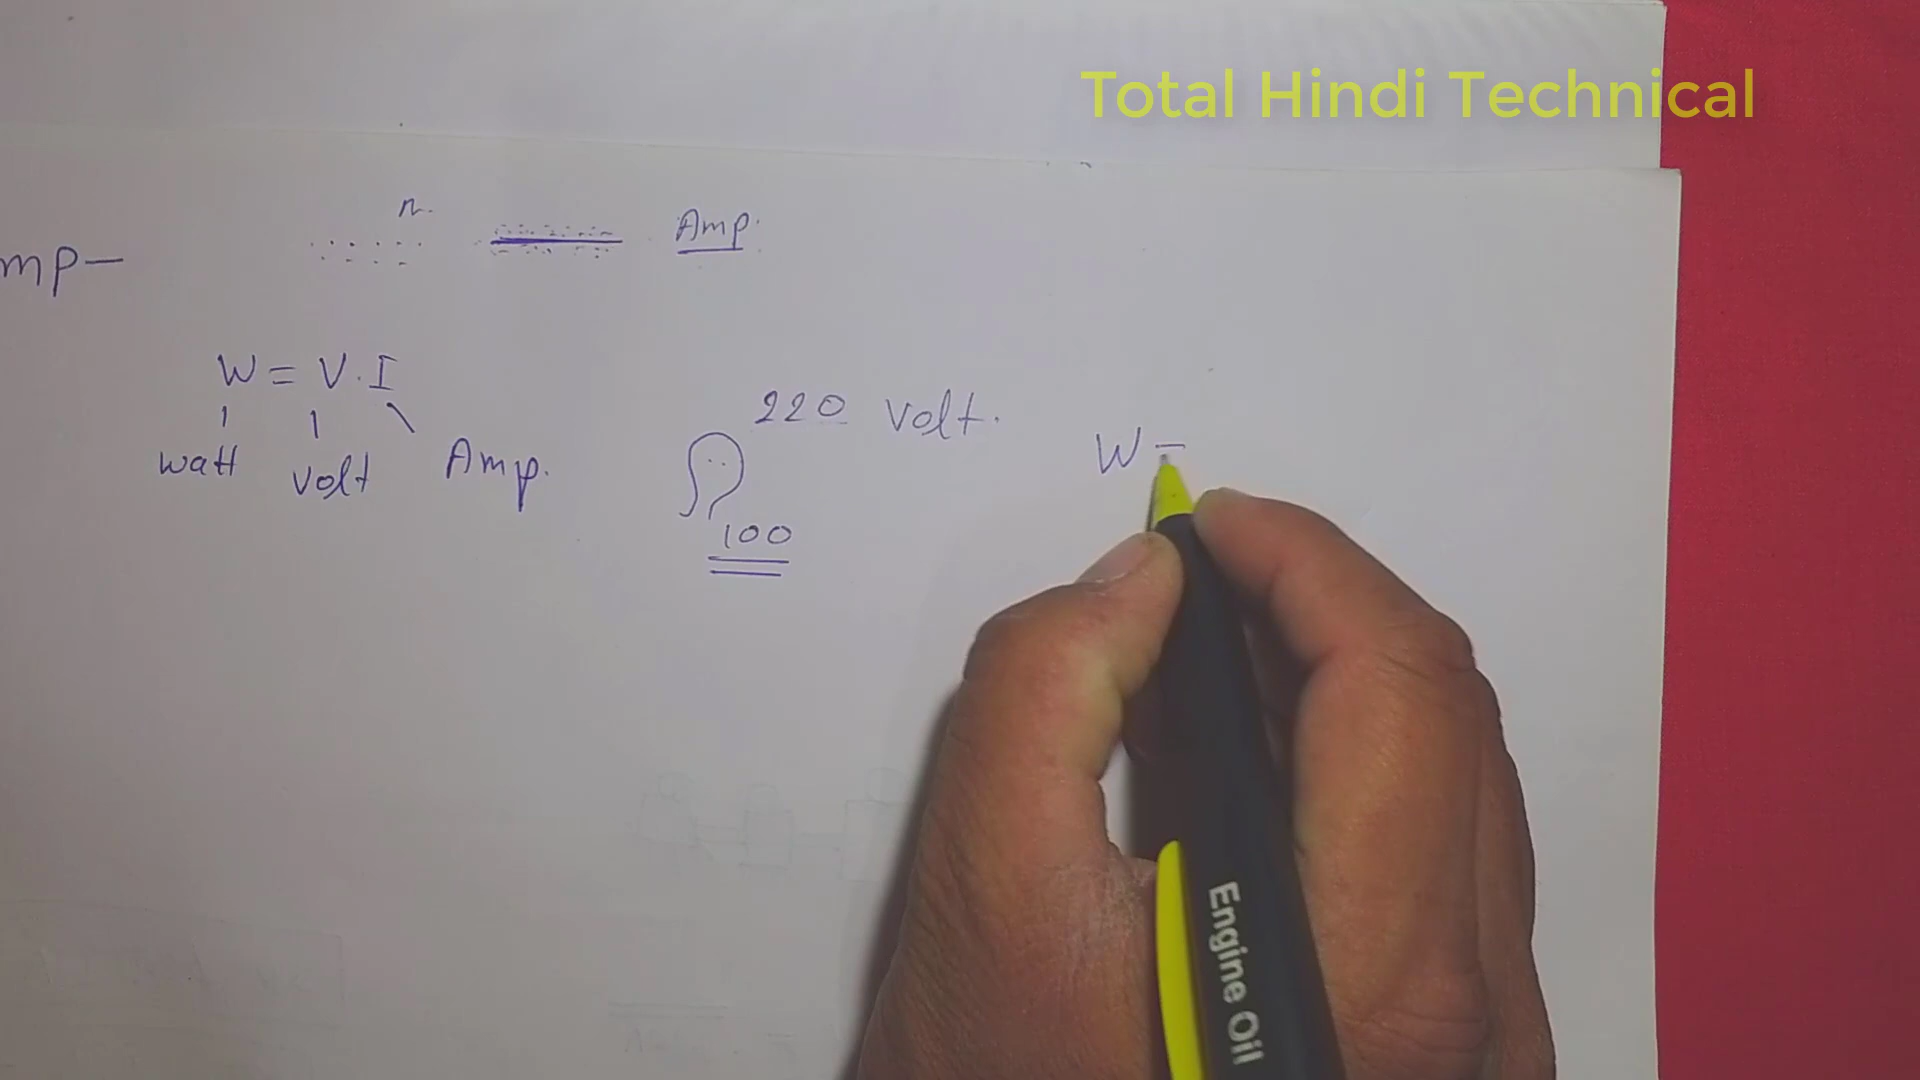 Total Hindi Technical
Amp.
mp-
W = V.I
220 Volt.
W =
watt volt Amp.
100
Engine Oil